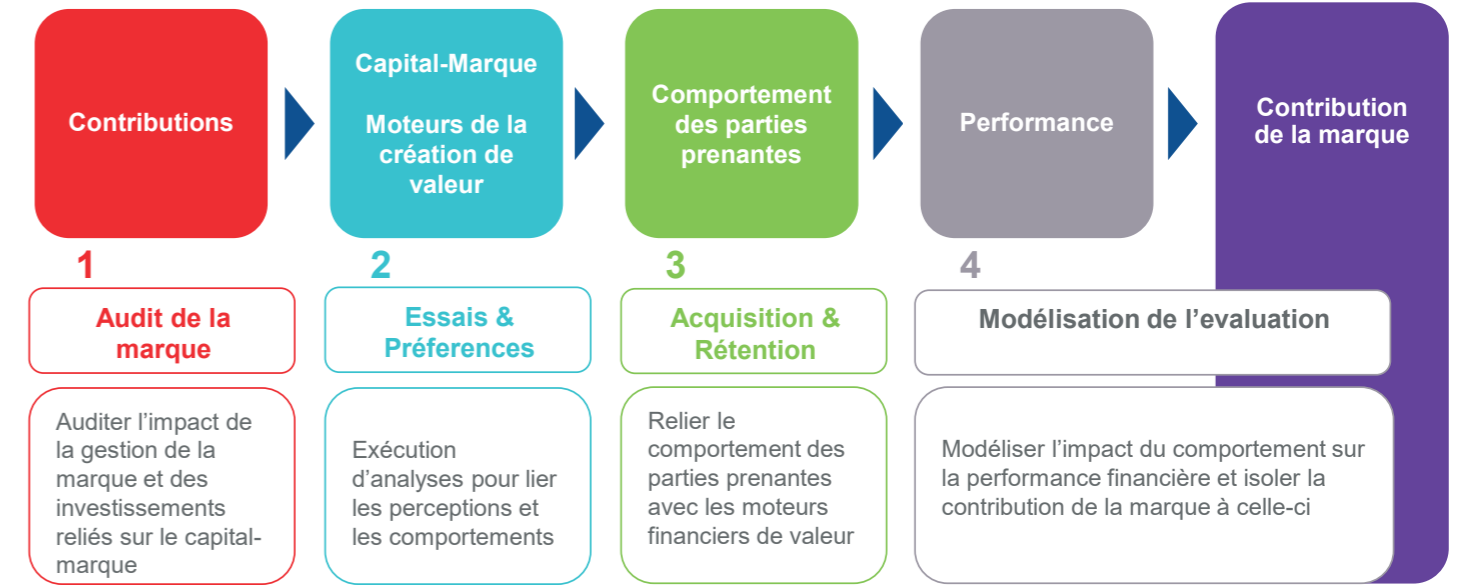 Contributions
Capital-Marque
Moteurs de la
création de
valeur
Comportement
des parties
prenantes
Performance
Contribution
de la marque
1
Audit de la
marque
Auditer l’impact de
la gestion de la
marque et des
investissements
reliés sur le capital-
marque
2
Essais &
Préferences
Exécution
d’analyses pour lier
les perceptions et
les comportements
3
Acquisition &
Rétention
Relier le
comportement des
parties prenantes
avec les moteurs
financiers de valeur
4
Modélisation de l’evaluation
Modéliser l’impact du comportement sur
la performance financière et isoler la
contribution de la marque à celle-ci